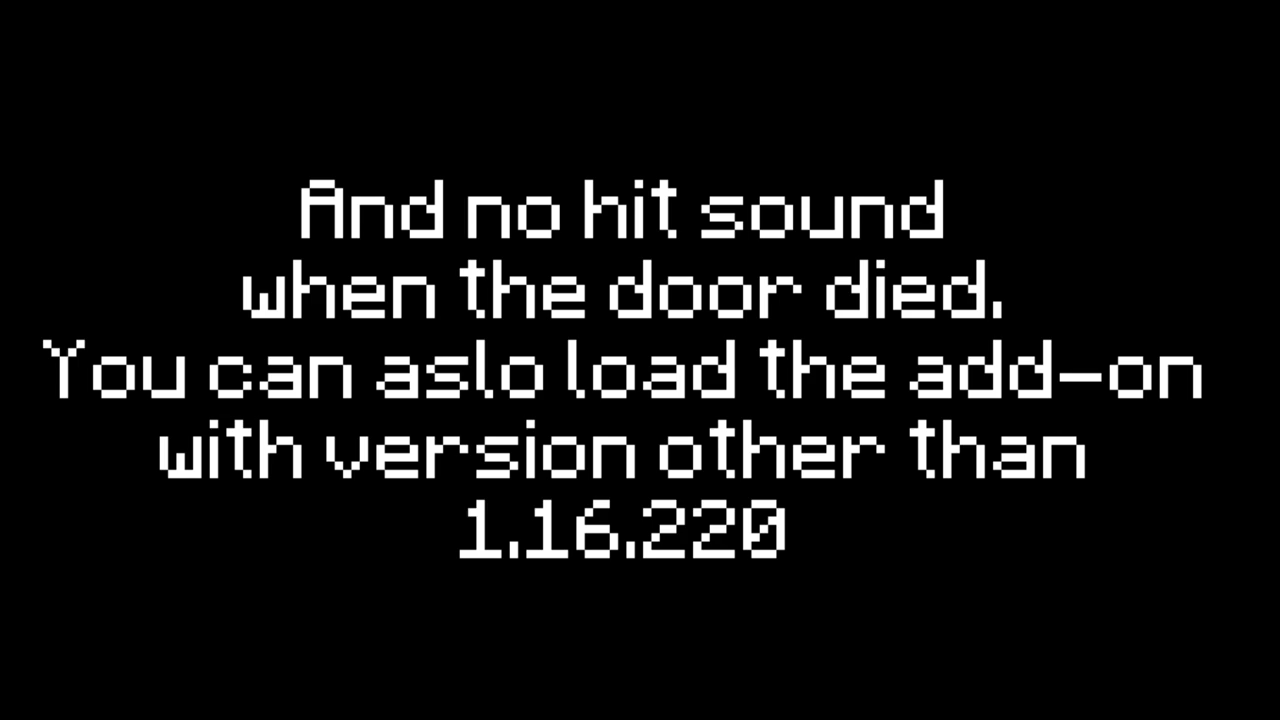 And no hit sound
when the door died.
You can aslo load the add-on
with version other than
1.16.220